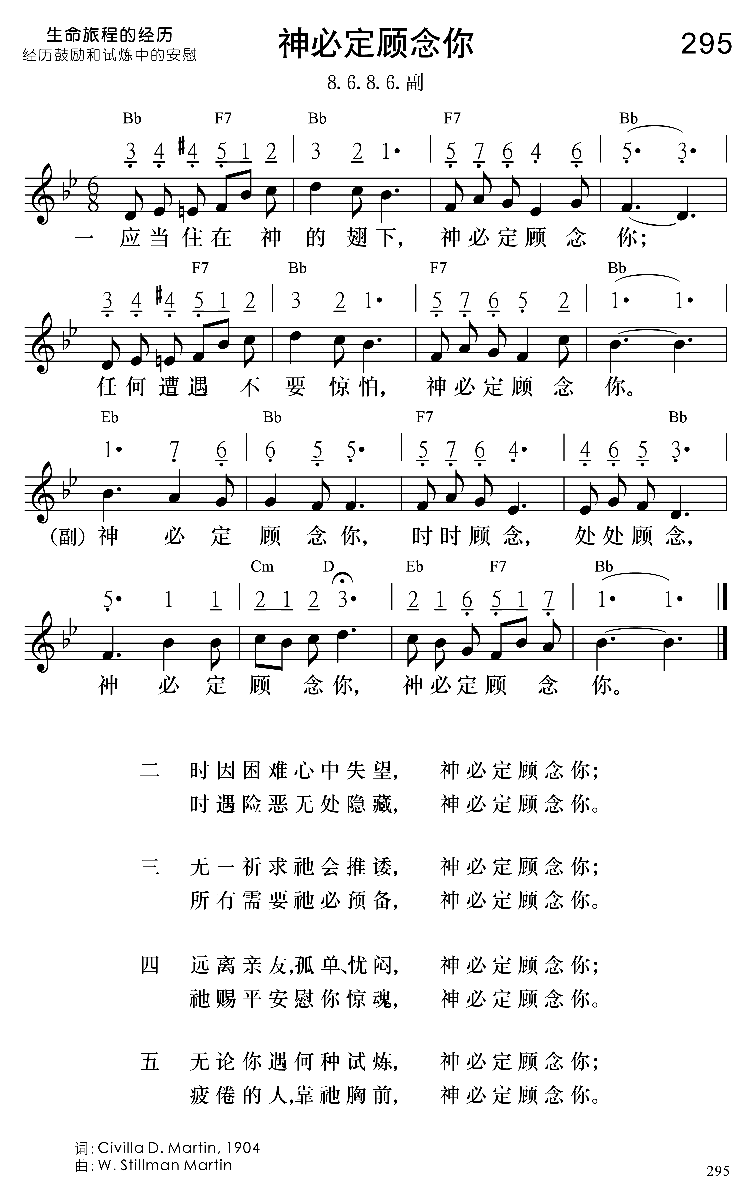 生命旅程的经历
经历鼓励和试炼中的安慰
神必定顾念你
295
8. 6. 8. 6. 副
Bb F7 Bb F7 Bb
3 4 #4 5 1 2 | 3 2 1• | 5 7 6 4 6 | 5• 3• |
6
8
一 应当住在神的翅下，神必定顾念你；
F7 Bb F7 Bb
3 4 #4 5 1 2 | 3 2 1• | 5 7 6 5 2 | 1• 1• |
任何遭遇不要惊怕，神必定顾念你。
Eb Bb F7 Bb
1• 7 6 | 6 5 5• | 5 7 6 4• | 4 6 5 3• |
(副) 神必定顾念你，时时顾念，处处顾念，
Cm D Eb F7 Bb
5• 1 1 | 2 1 2 3• | 2 1 6 5 1 7 | 1• 1•
神必定顾念你，神必定顾念你。
二 时因困难心中失望， 神必定顾念你；
时遇险恶无处隐藏， 神必定顾念你。
三 无一祈求祂会推诿， 神必定顾念你；
所有需要祂必预备， 神必定顾念你。
四 远离亲友，孤单、忧闷， 神必定顾念你；
祂赐平安慰你惊魂， 神必定顾念你。
五 无论你遇何种试炼， 神必定顾念你；
疲倦的人，靠祂胸前， 神必定顾念你。
词：Civilla D. Martin, 1904
曲：W. Stillman Martin
295